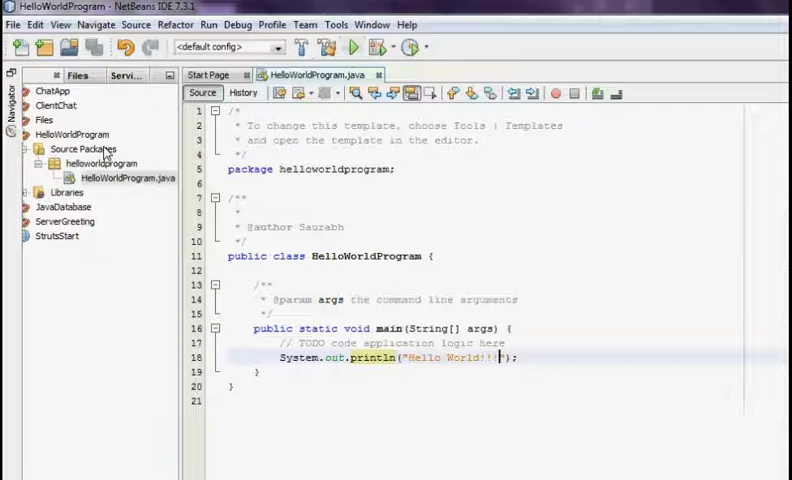 HelloWorldProgram - NetBeans IDE 7.3.1
File Edit View Navigate Source Refactor Run Debug Profile Team Tools Window Help
<default config>
Files Servi... Start Page HelloWorldProgram.java
Navigator
Source History
ChatApp
ClientChat
Files
HelloWorldProgram
Source Packages
helloworldprogram
HelloWorldProgram.java
Libraries
JavaDatabase
ServerGreeting
StrutsStart
1 /*
2 * To change this template, choose Tools | Templates
3 * and open the template in the editor.
4 */
5 package helloworldprogram;
6
7 /**
8 *
9 * @author Saurabh
10 */
11 public class HelloWorldProgram {
12
13 /**
14 * @param args the command line arguments
15 */
16 public static void main(String[] args) {
17 // TODO code application logic here
18 System.out.println("Hello World!!!");
19 }
20 }
21